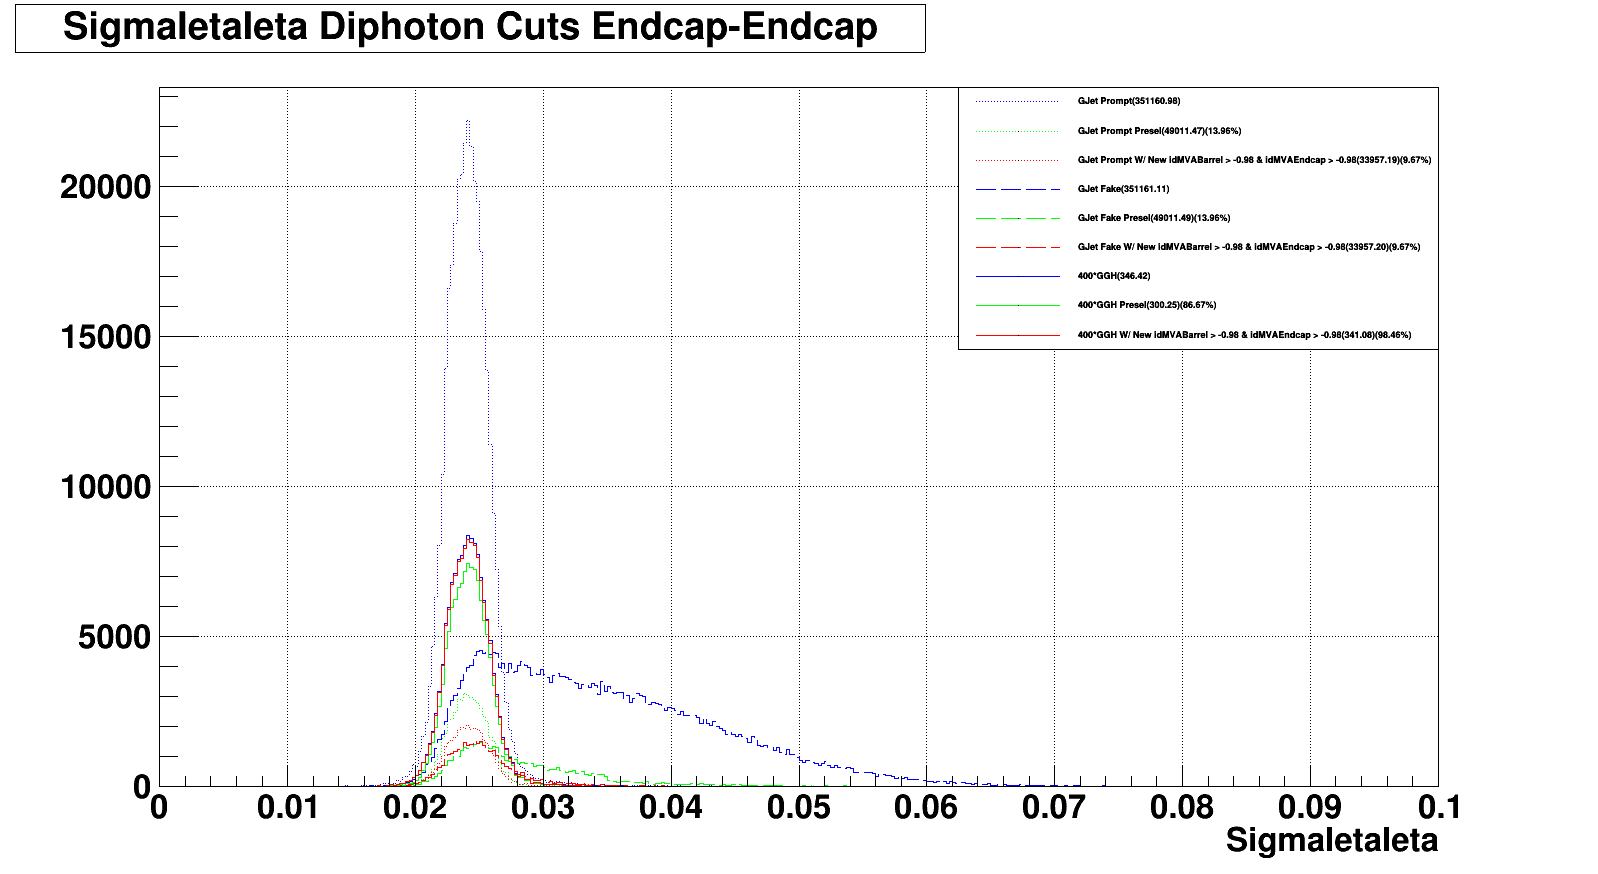 Sigmaletaleta Diphoton Cuts Endcap-Endcap
GJet Prompt(351160.98)
GJet Prompt Presel(49011.47)(13.96%)
GJet Prompt W/ New idMVABarrel > -0.98 & idMVAEndcap > -0.98(33957.19)(9.67%)
GJet Fake(351161.11)
GJet Fake Presel(49011.49)(13.96%)
GJet Fake W/ New idMVABarrel > -0.98 & idMVAEndcap > -0.98(33957.20)(9.67%)
400*GGH(346.42)
400*GGH Presel(300.25)(86.67%)
400*GGH W/ New idMVABarrel > -0.98 & idMVAEndcap > -0.98(341.08)(98.46%)
20000
15000
10000
5000
0
0 0.01 0.02 0.03 0.04 0.05 0.06 0.07 0.08 0.09 0.1
Sigmaletaleta